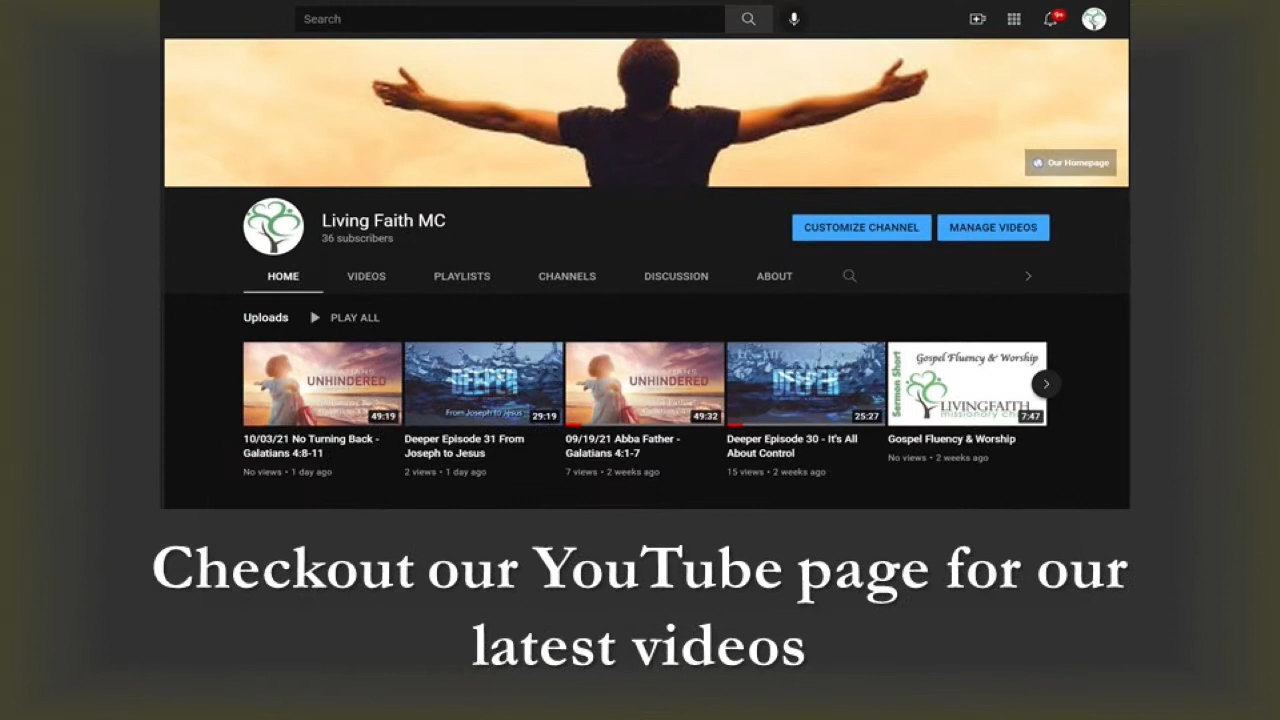 Search
9+
Our Homepage
Living Faith MC
36 subscribers
CUSTOMIZE CHANNEL
MANAGE VIDEOS
HOME
VIDEOS
PLAYLISTS
CHANNELS
DISCUSSION
ABOUT
Uploads
PLAY ALL
UNHINDERED
49:19
10/03/21 No Turning Back -
Galatians 4:8-11
No views • 1 day ago
DEEPER
From Joseph to Jesus
29:19
Deeper Episode 31 From
Joseph to Jesus
2 views • 1 day ago
UNHINDERED
49:32
09/19/21 Abba Father -
Galatians 4:1-7
7 views • 2 weeks ago
DEEPER
25:27
Deeper Episode 30 - It's All
About Control
15 views • 2 weeks ago
Gospel Fluency & Worship
Sermon Short
LIVINGFAITH
7:47
Gospel Fluency & Worship
No views • 2 weeks ago
Checkout our YouTube page for our
latest videos